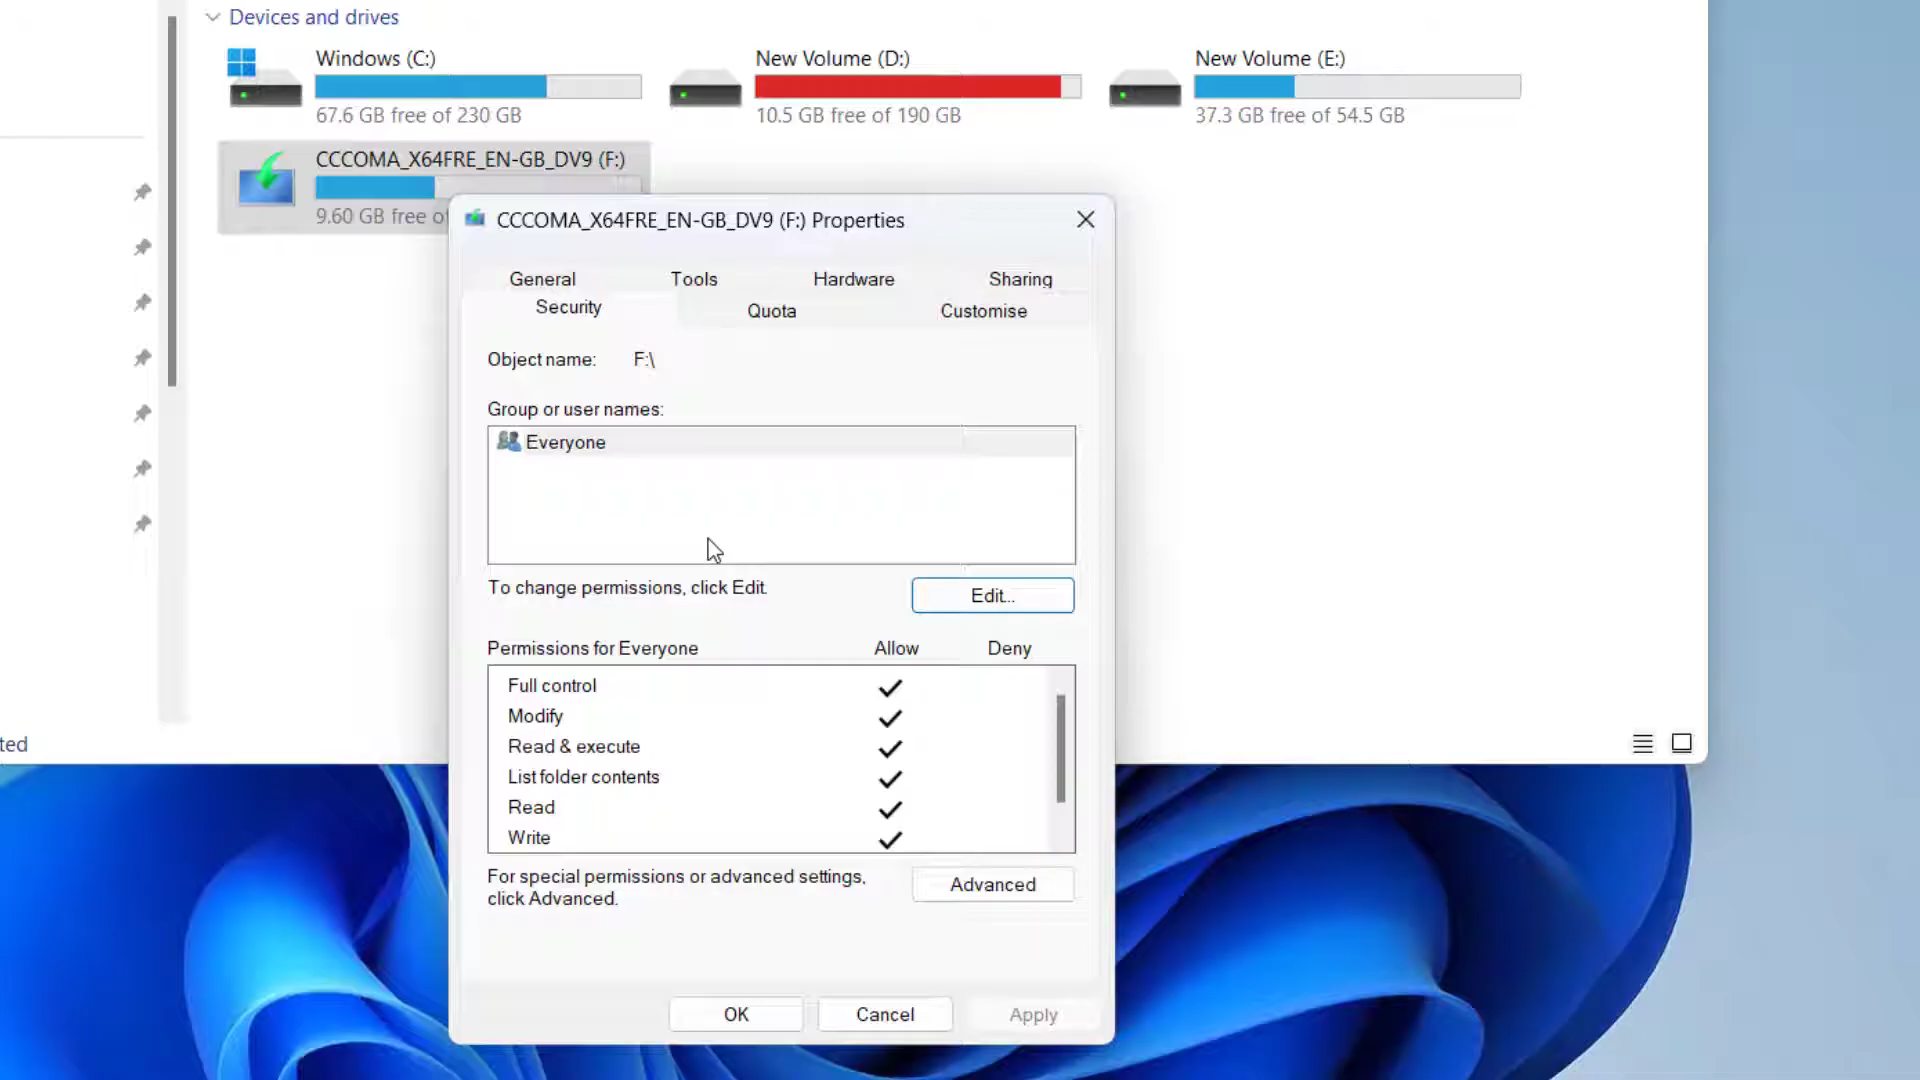 Devices and drives
Windows (C:)
67.6 GB free of 230 GB
New Volume (D:)
10.5 GB free of 190 GB
New Volume (E:)
37.3 GB free of 54.5 GB
CCCOMA_X64FRE_EN-GB_DV9 (F:)
9.60 GB free
CCCOMA_X64FRE_EN-GB_DV9 (F:) Properties
General Tools Hardware Sharing
Security Quota Customise
Object name: F:\
Group or user names:
Everyone
To change permissions, click Edit.
Edit...
Permissions for Everyone Allow Deny
Full control
Modify
Read & execute
List folder contents
Read
Write
For special permissions or advanced settings,
click Advanced.
Advanced
OK Cancel Apply
ted